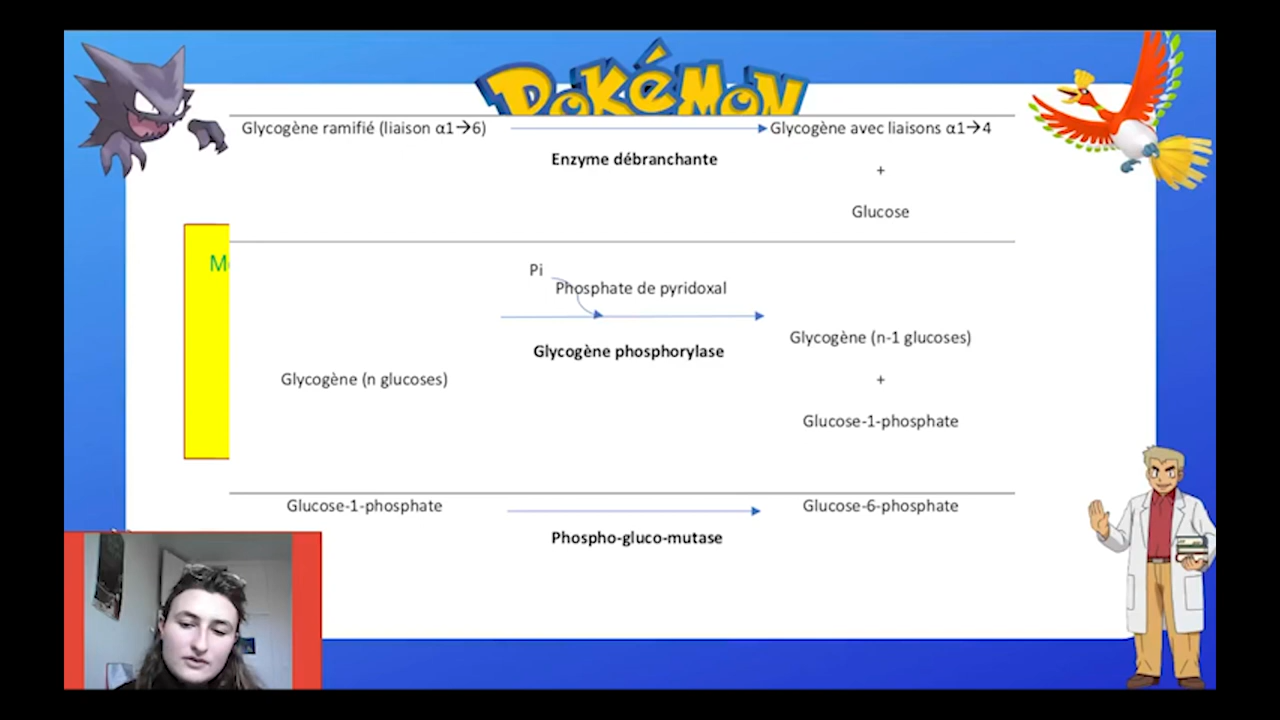 POKéMON
Glycogène ramifié (liaison α1→6)
Glycogène avec liaisons α1→4
Enzyme débranchante
+
Glucose
M
Pi
Phosphate de pyridoxal
Glycogène phosphorylase
Glycogène (n-1 glucoses)
Glycogène (n glucoses)
+
Glucose-1-phosphate
Glucose-1-phosphate
Glucose-6-phosphate
Phospho-gluco-mutase